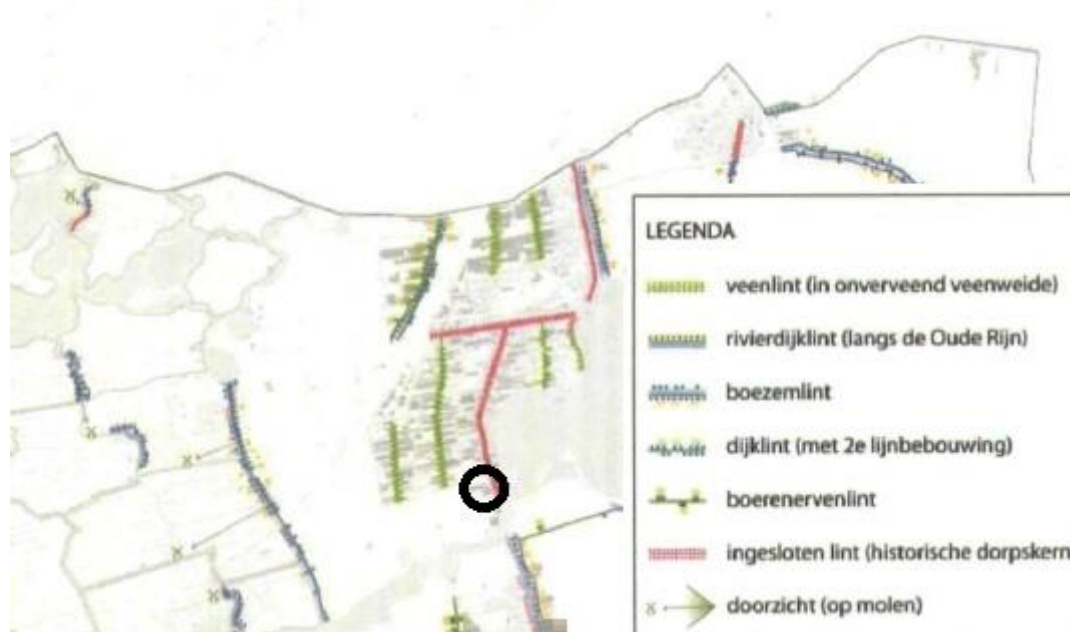 LEGENDA
veenlint (in onverveend veenweide)
rivierdijklint (langs de Oude Rijn)
boezemlint
dijklint (met 2e lijnbebouwing)
boerenervenlint
ingesloten lint (historische dorpskern
doorzicht (op molen)